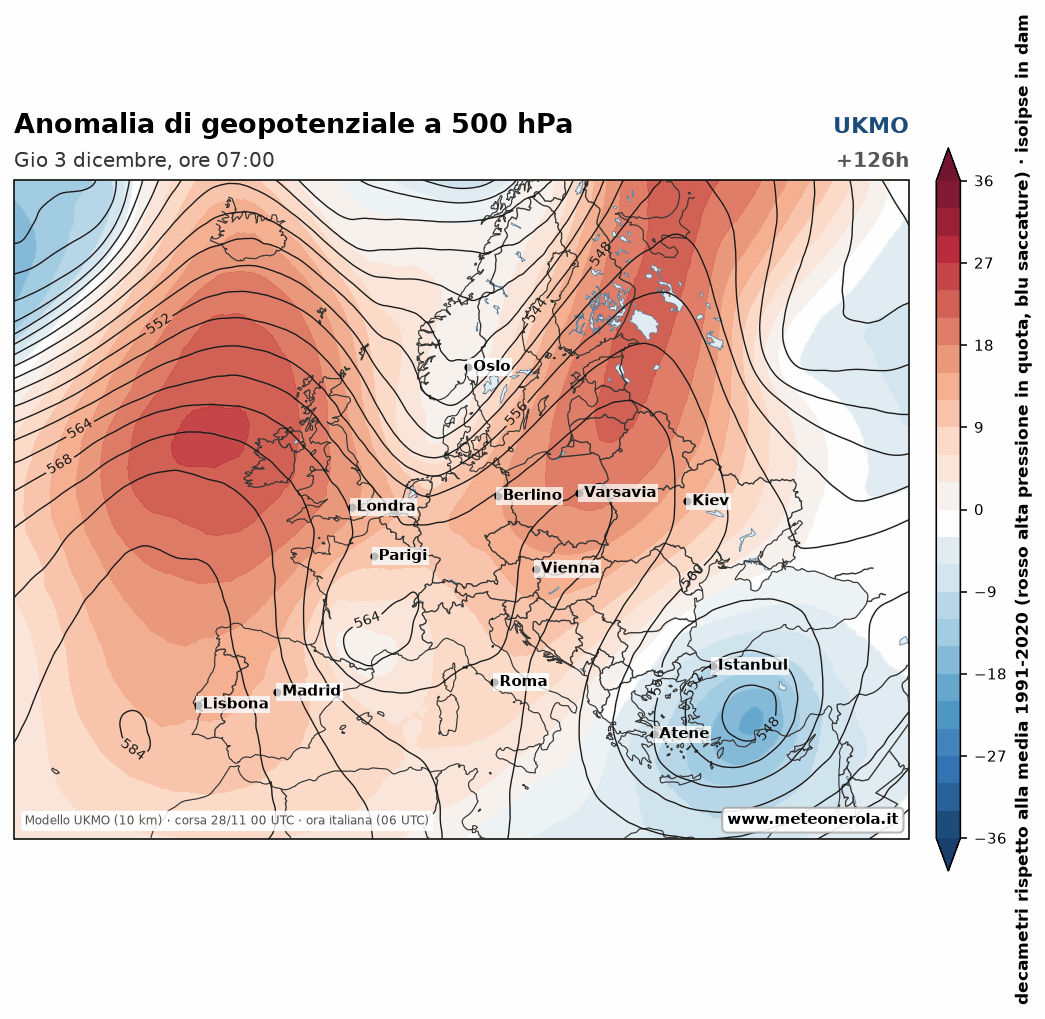 Anomalia di geopotenziale a 500 hPa
UKMO
Gio 3 dicembre, ore 07:00
+126h
552
548
544
Oslo
564
556
568
Londra
Berlino
Varsavia
Kiev
Parigi
Vienna
560
564
Istanbul
Roma
556
Madrid
Lisbona
548
Atene
584
Modello UKMO (10 km) · corsa 28/11 00 UTC · ora italiana (06 UTC)
www.meteonerola.it
36
27
18
9
0
−9
−18
−27
−36
decametri rispetto alla media 1991-2020 (rosso alta pressione in quota, blu saccature) · isoipse in dam